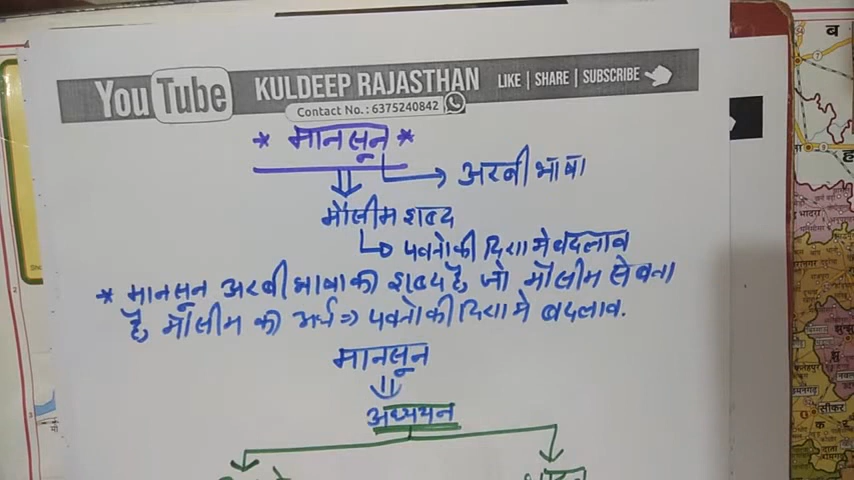 YouTube KULDEEP RAJASTHAN LIKE | SHARE | SUBSCRIBE
Contact No.: 6375240842
* मानसून *
अरबी भाषा
मौसीम शब्द
पवनो की दिशा मे बदलाव
* मानसून अरबी भाषा की शब्द है जो मौसीम से बना
है, मौसीम की अर्थ => पवनो की दिशा मे बदलाव.
मानसून
अध्ययन
ब
ह
सीकर